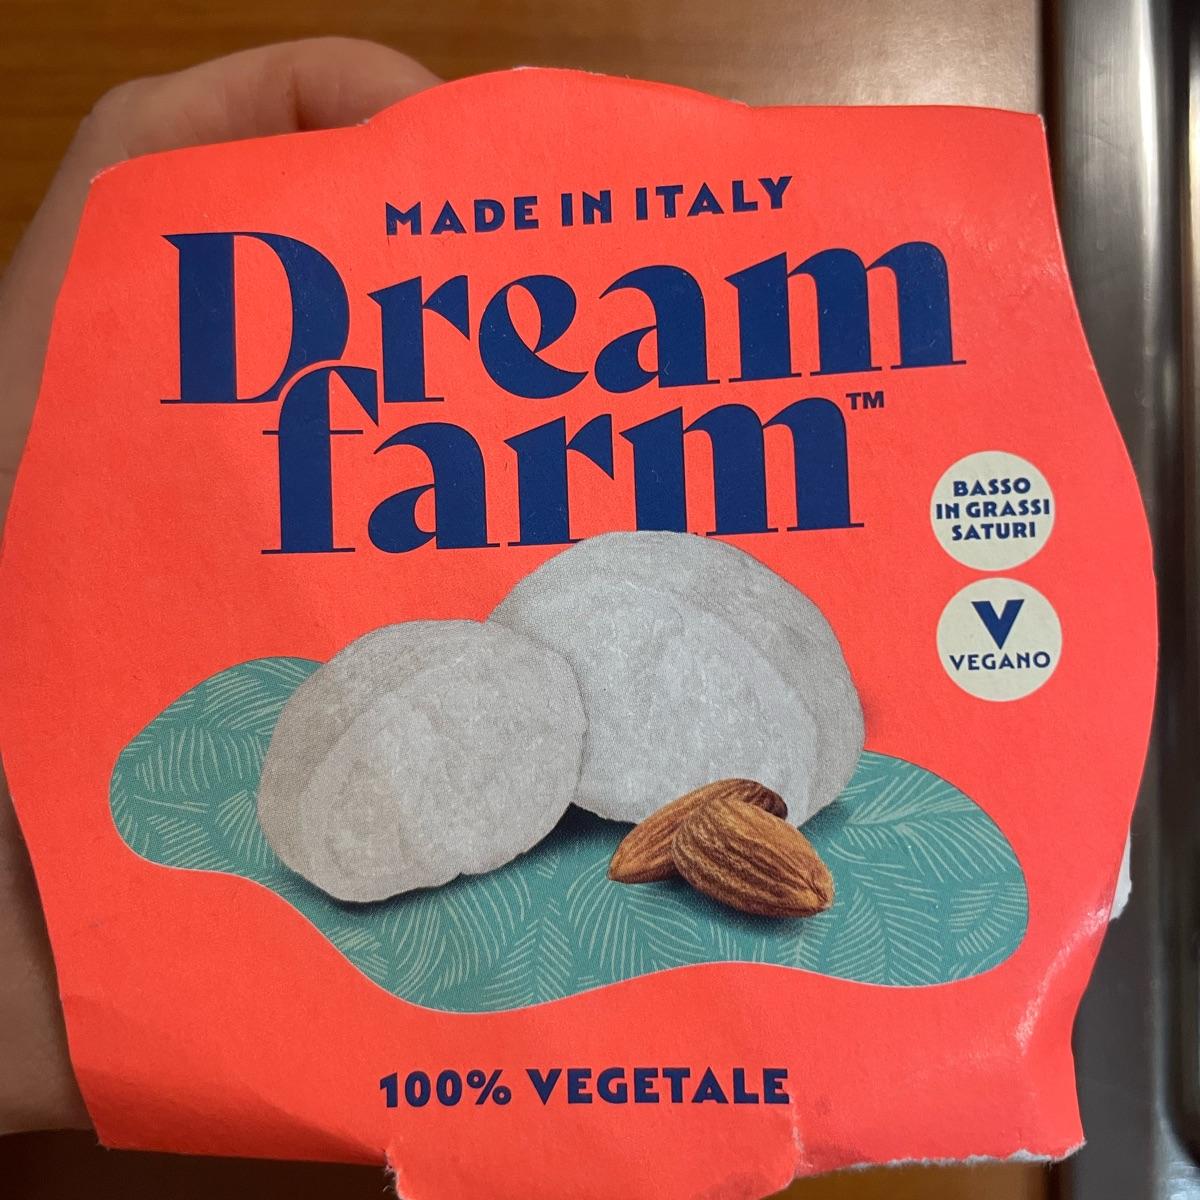 MADE IN ITALY
Dream
farm™
BASSO
IN GRASSI
SATURI
V
VEGANO
100% VEGETALE